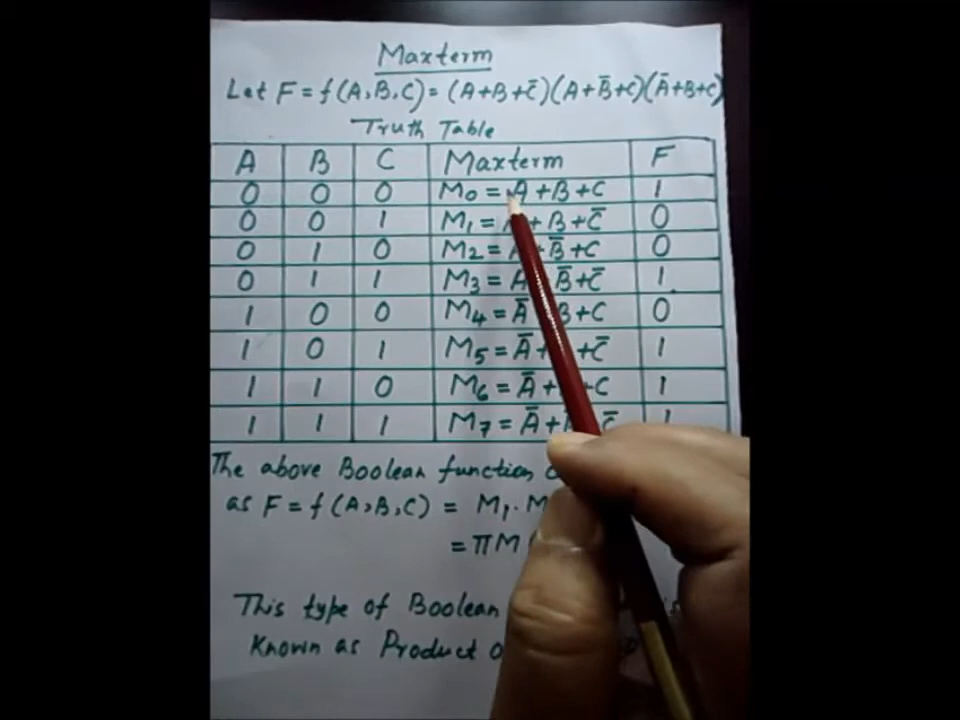 Maxterm
Let F = f(A,B,C) = (A+B+C̄)(A+B̄+C)(Ā+B+C)
Truth Table
A B C Maxterm F
0 0 0 M0 = A+B+C 1
0 0 1 M1 = A+B+C̄ 0
0 1 0 M2 = A+B̄+C 0
0 1 1 M3 = A+B̄+C̄ 1
1 0 0 M4 = Ā+B+C 0
1 0 1 M5 = Ā+ +C̄ 1
1 1 0 M6 = Ā+ +C 1
1 1 1 M7 = Ā+ C̄ 1
The above Boolean function
as F = f(A,B,C) = M1. M
= πM (
This type of Boolean
Known as Product